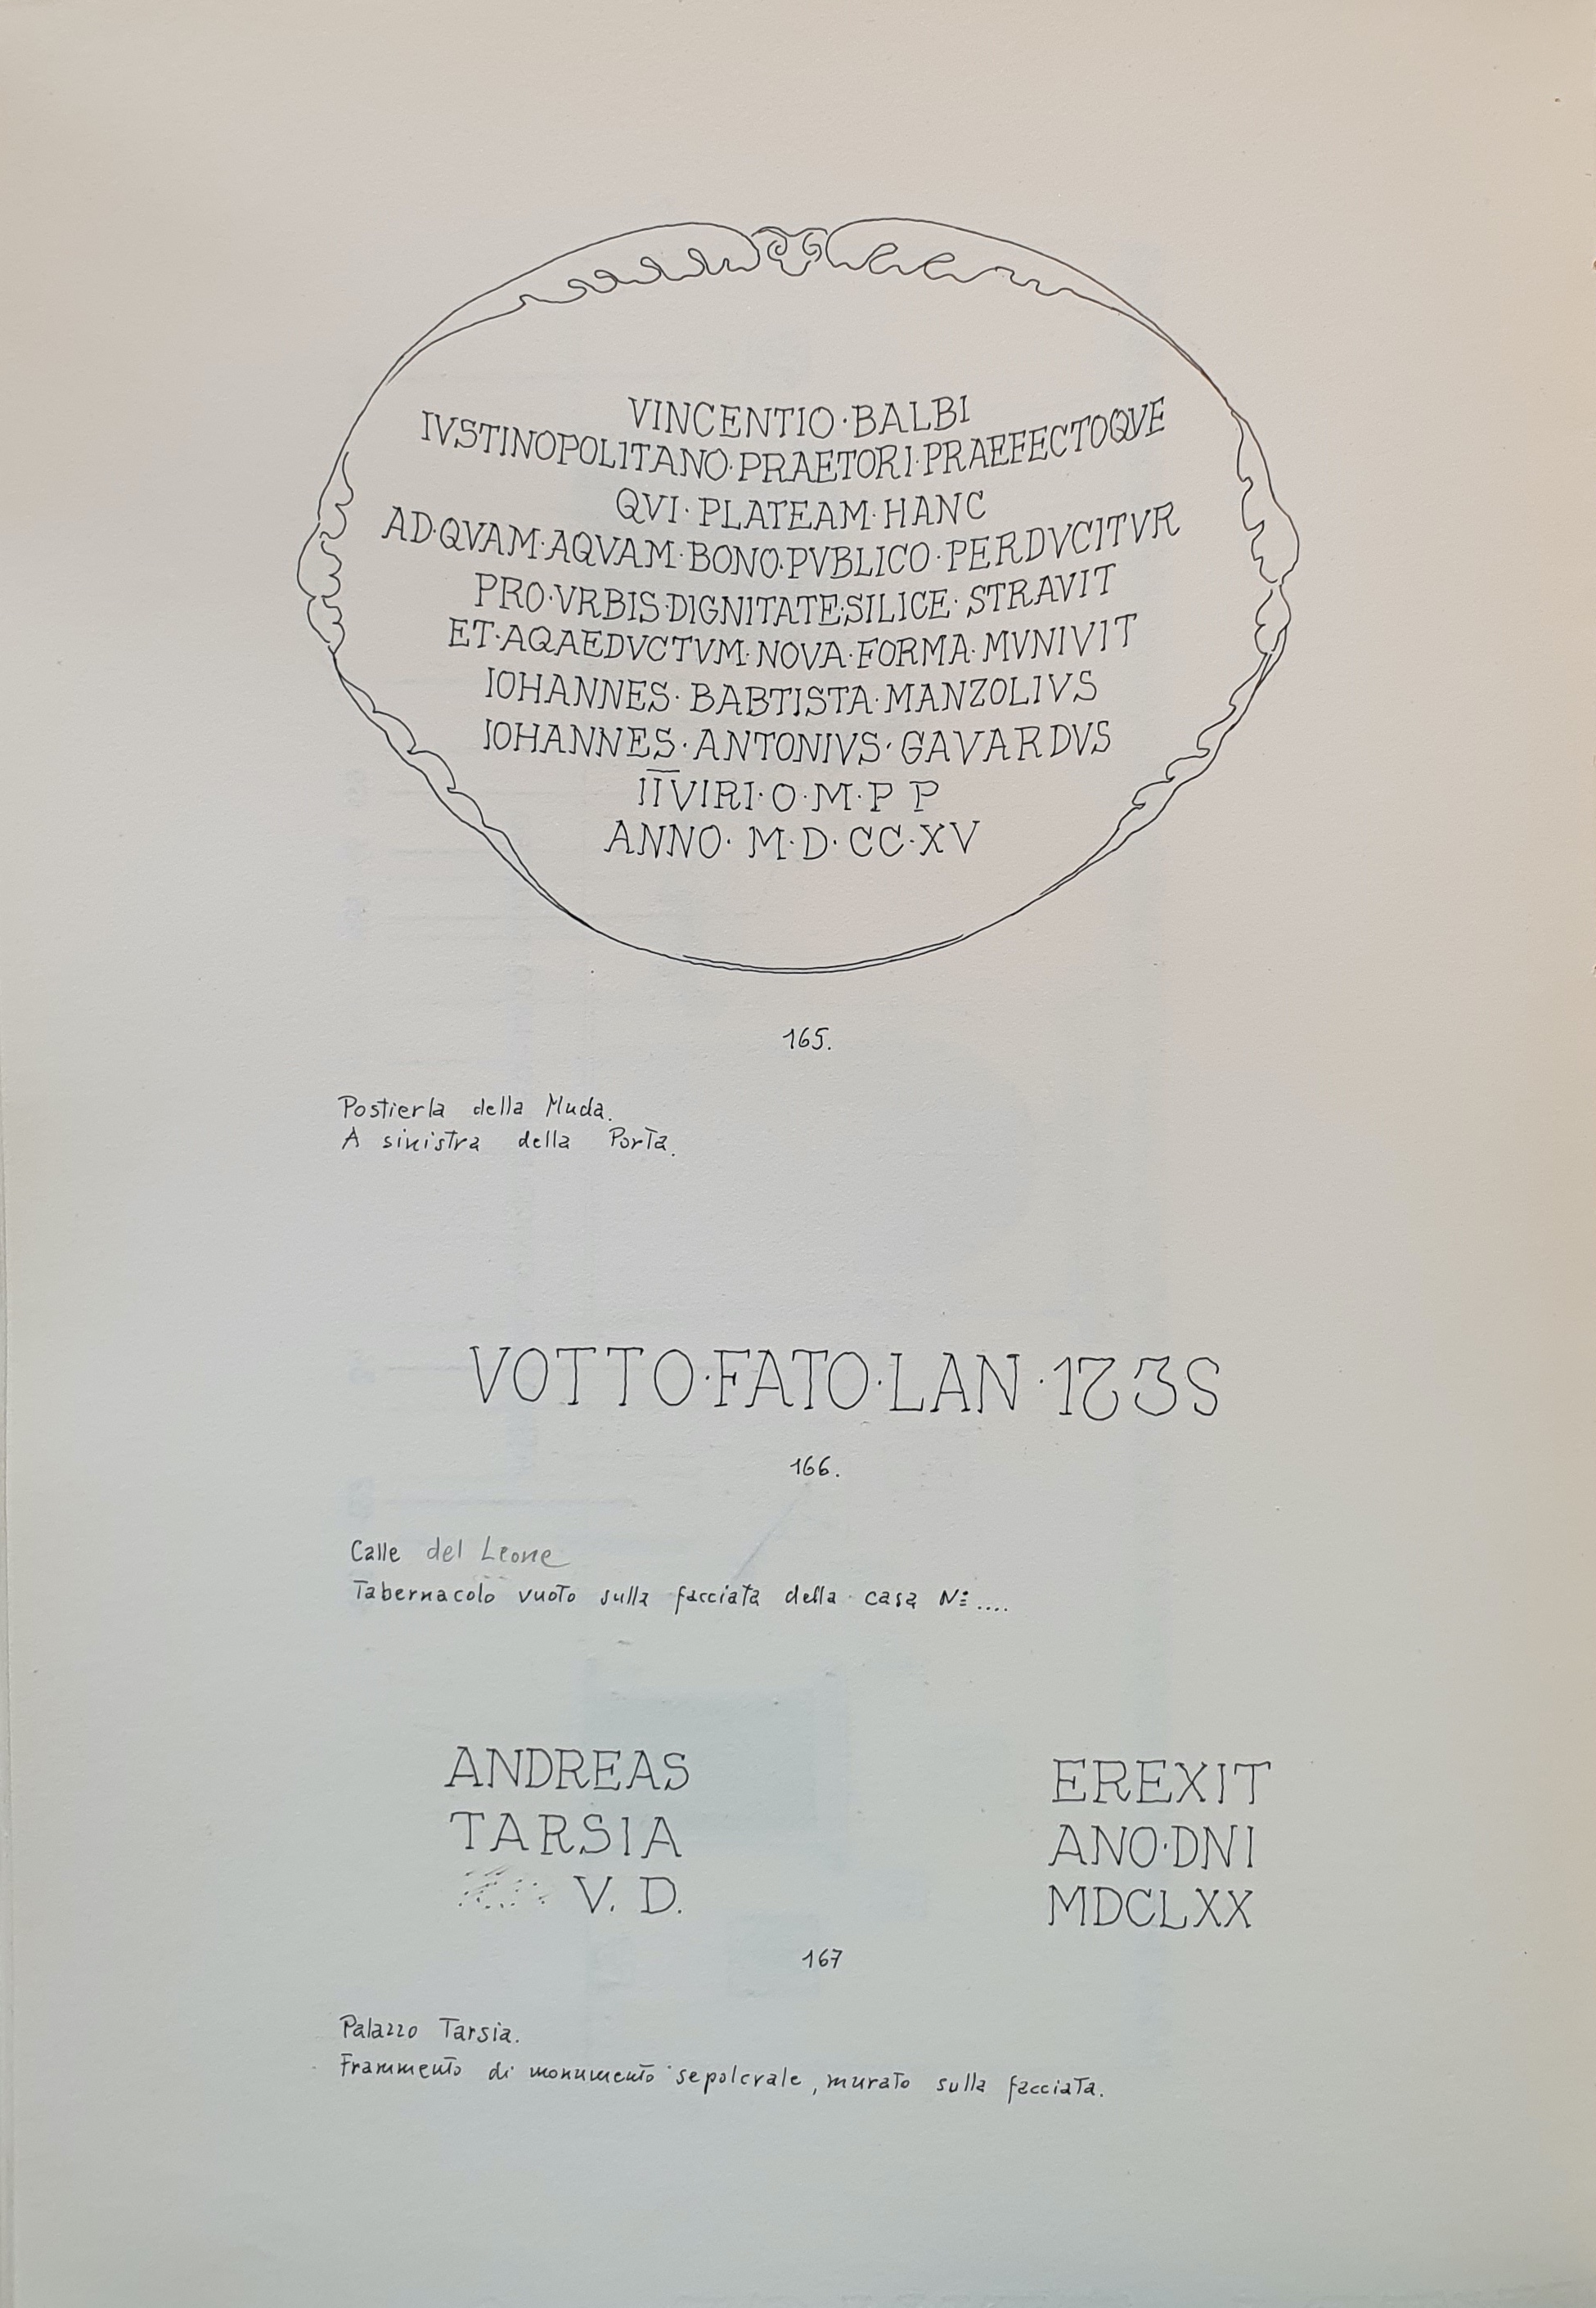 VINCENTIO·BALBI
IVSTINOPOLITANO·PRAETORI·PRAEFECTOQVE
QVI·PLATEAM·HANC
AD·QVAM·AQVAM·BONO·PVBLICO·PERDVCITVR
PRO·VRBIS·DIGNITATE·SILICE·STRAVIT
ET·AQAEDVCTVM·NOVA·FORMA·MVNIVIT
IOHANNES·BABTISTA·MANZOLIVS
IOHANNES·ANTONIVS·GAVARDVS
IIVIRI·O·M·P P
ANNO·M·D·CC·XV
165.
Postierla della Muda.
A sinistra della Porta.
VOTTO·FATO·LAN·1735
166.
Calle del Leone
Tabernacolo vuoto sulla facciata della casa N: ....
ANDREAS
TARSIA
V. D.
EREXIT
ANO·DNI
MDCLXX
167
Palazzo Tarsia.
Frammento di monumento sepolcrale, murato sulla facciata.